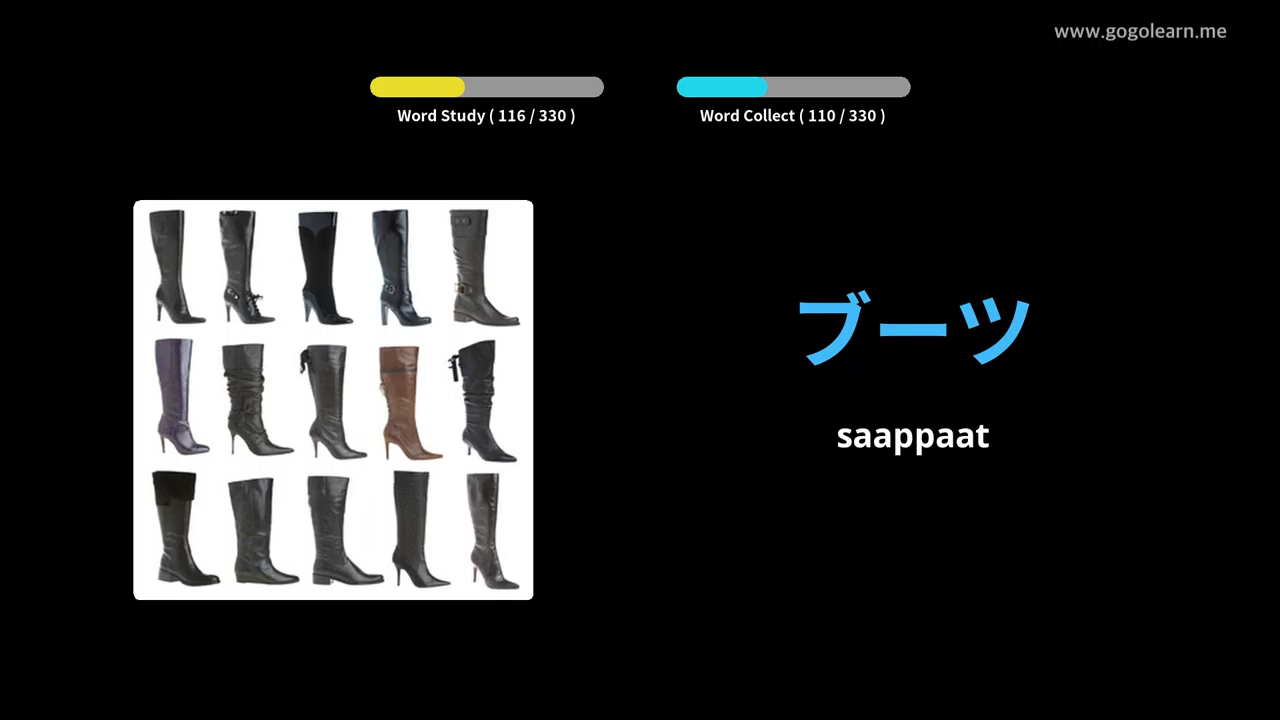 www.gogolearn.me
Word Study ( 116 / 330 )
Word Collect ( 110 / 330 )
ブーツ
saappaat